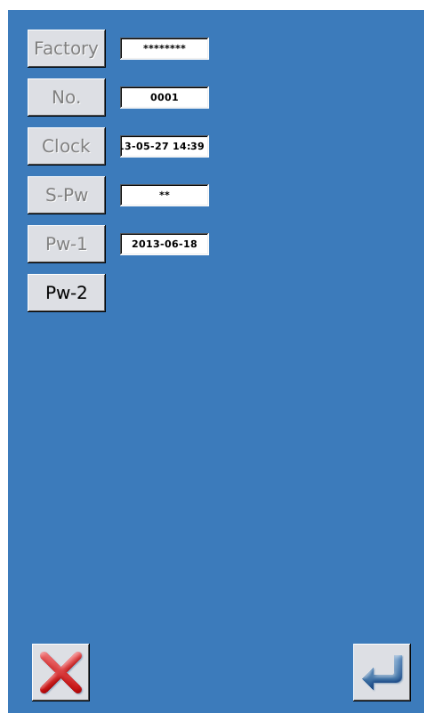 Factory ********
No. 0001
Clock 3-05-27 14:39
S-Pw **
Pw-1 2013-06-18
Pw-2